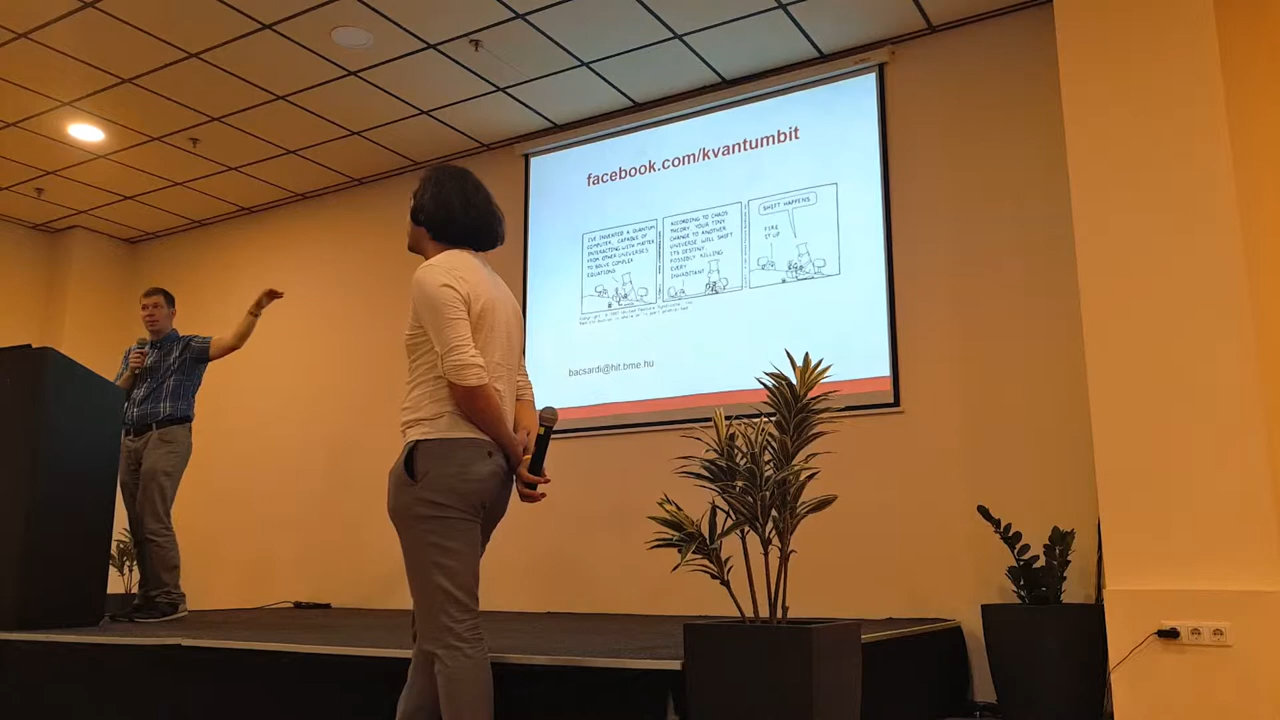 facebook.com/kvantumbit
I'VE INVENTED A QUANTUM
COMPUTER, CAPABLE OF
INTERACTING WITH MATTER
FROM OTHER UNIVERSES
TO SOLVE COMPLEX
EQUATIONS.
ACCORDING TO CHAOS
THEORY, YOUR TINY
CHANGE TO ANOTHER
UNIVERSE WILL SHIFT
ITS DESTINY,
POSSIBLY KILLING
EVERY
INHABITANT.
SHIFT HAPPENS.
FIRE
IT UP.
bacsardi@hit.bme.hu